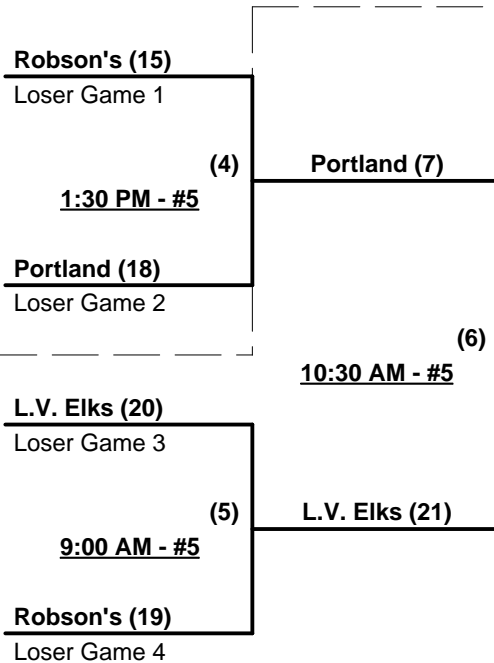 Robson's (15)
Loser Game 1
(4)
Portland (7)
1:30 PM - #5
Portland (18)
Loser Game 2
(6)
10:30 AM - #5
L.V. Elks (20)
Loser Game 3
(5)
L.V. Elks (21)
9:00 AM - #5
Robson's (19)
Loser Game 4